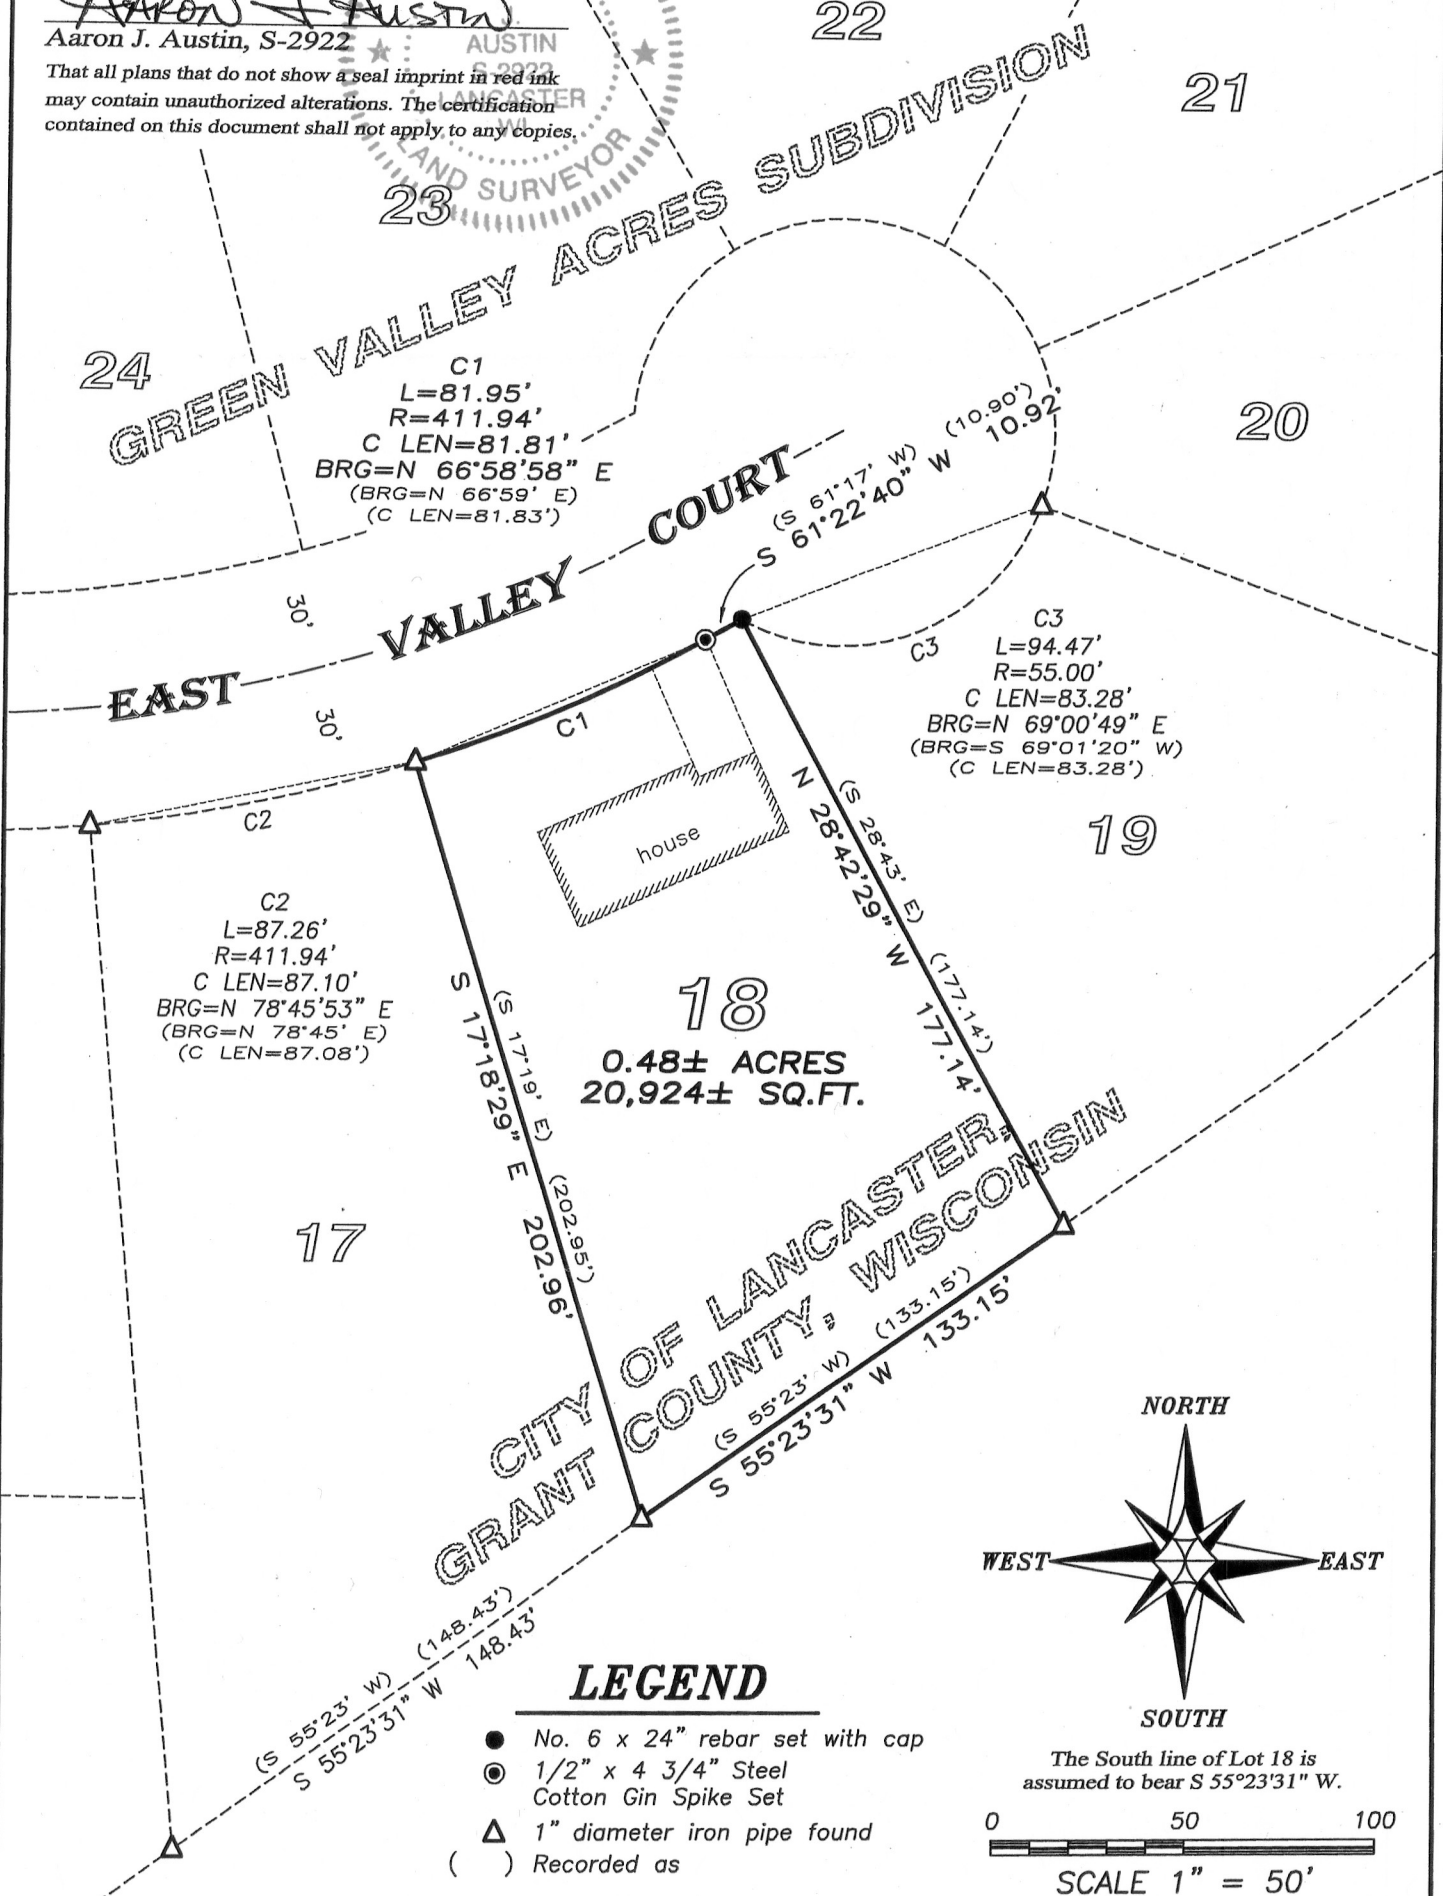 AARON J AUSTIN
Aaron J. Austin, S-2922
That all plans that do not show a seal imprint in red ink
may contain unauthorized alterations. The certification
contained on this document shall not apply to any copies.
J.
AUSTIN
S-2922
LANCASTER
WI
LAND SURVEYOR
22
21
23
24
20
GREEN VALLEY ACRES SUBDIVISION
C1
L=81.95'
R=411.94'
C LEN=81.81'
BRG=N 66°58'58" E
(BRG=N 66°59' E)
(C LEN=81.83')
(S 61°17' W) (10.90')
S 61°22'40" W 10.92'
EAST VALLEY COURT
30'
30'
C1
C2
C3
C3
L=94.47'
R=55.00'
C LEN=83.28'
BRG=N 69°00'49" E
(BRG=S 69°01'20" W)
(C LEN=83.28')
19
house
C2
L=87.26'
R=411.94'
C LEN=87.10'
BRG=N 78°45'53" E
(BRG=N 78°45' E)
(C LEN=87.08')
(S 28°43' E) (177.14')
N 28°42'29" W 177.14'
18
0.48± ACRES
20,924± SQ.FT.
(S 17°19' E) (202.95')
S 17°18'29" E 202.96'
17
CITY OF LANCASTER,
GRANT COUNTY, WISCONSIN
(S 55°23' W) (133.15')
S 55°23'31" W 133.15'
(S 55°23' W) (148.43')
S 55°23'31" W 148.43'
NORTH
WEST
EAST
SOUTH
The South line of Lot 18 is
assumed to bear S 55°23'31" W.
LEGEND
No. 6 x 24" rebar set with cap
1/2" x 4 3/4" Steel
Cotton Gin Spike Set
1" diameter iron pipe found
( ) Recorded as
0 50 100
SCALE 1" = 50'